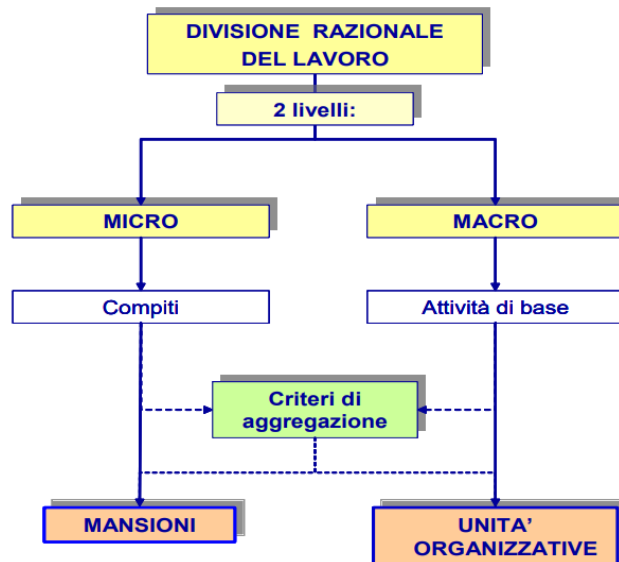 DIVISIONE RAZIONALE
DEL LAVORO
2 livelli:
MICRO
MACRO
Compiti
Attività di base
Criteri di
aggregazione
MANSIONI
UNITA'
ORGANIZZATIVE